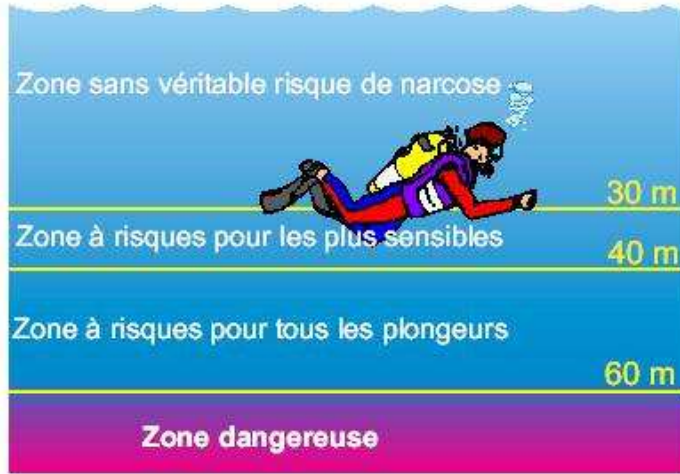 Zone sans véritable risque de narcose
30 m
Zone à risques pour les plus sensibles
40 m
Zone à risques pour tous les plongeurs
60 m
Zone dangereuse